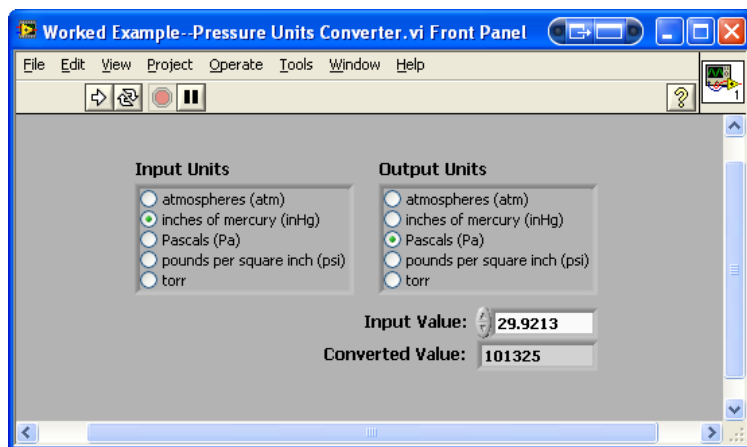 Worked Example--Pressure Units Converter.vi Front Panel
File Edit View Project Operate Tools Window Help
?
1
Input Units
atmospheres (atm)
inches of mercury (inHg)
Pascals (Pa)
pounds per square inch (psi)
torr
Output Units
atmospheres (atm)
inches of mercury (inHg)
Pascals (Pa)
pounds per square inch (psi)
torr
Input Value: 29.9213
Converted Value: 101325